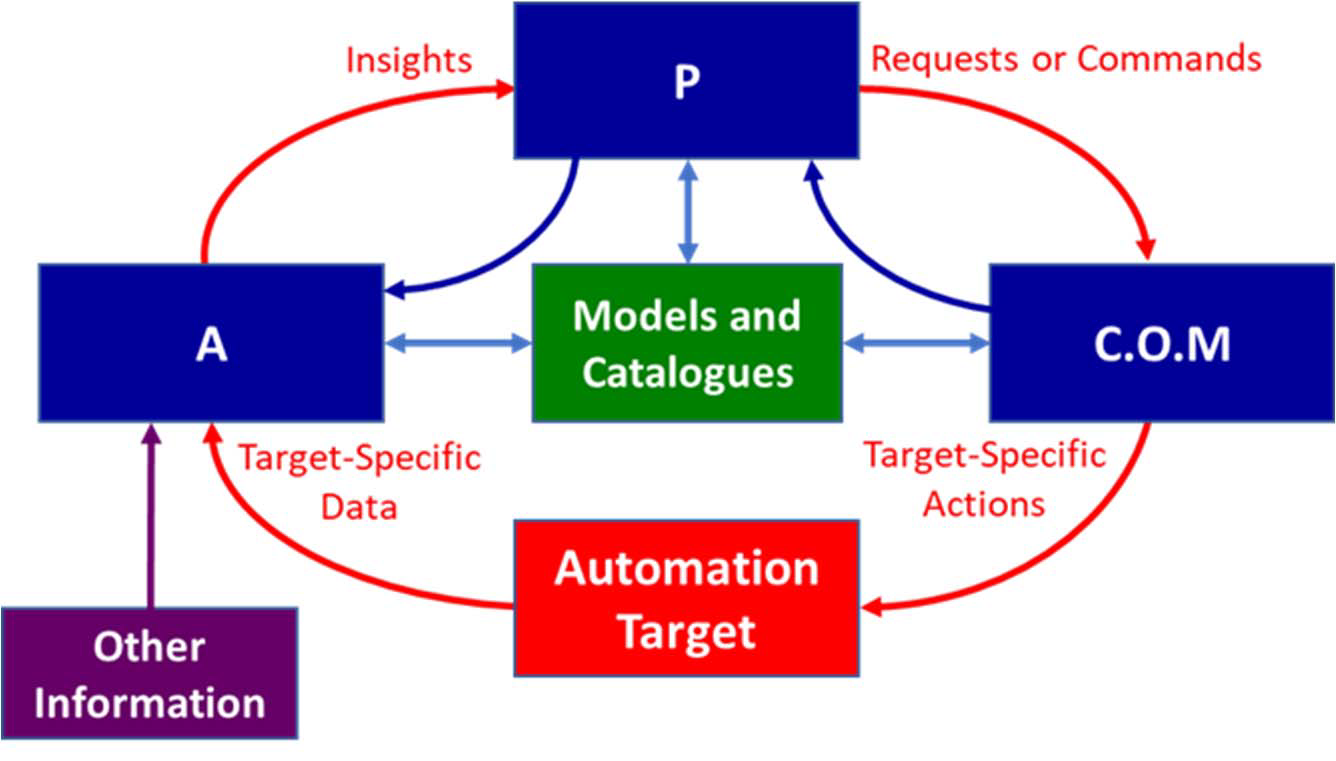 Insights
P
Requests or Commands
A
Models and
Catalogues
C.O.M
Target-Specific
Data
Target-Specific
Actions
Automation
Target
Other
Information